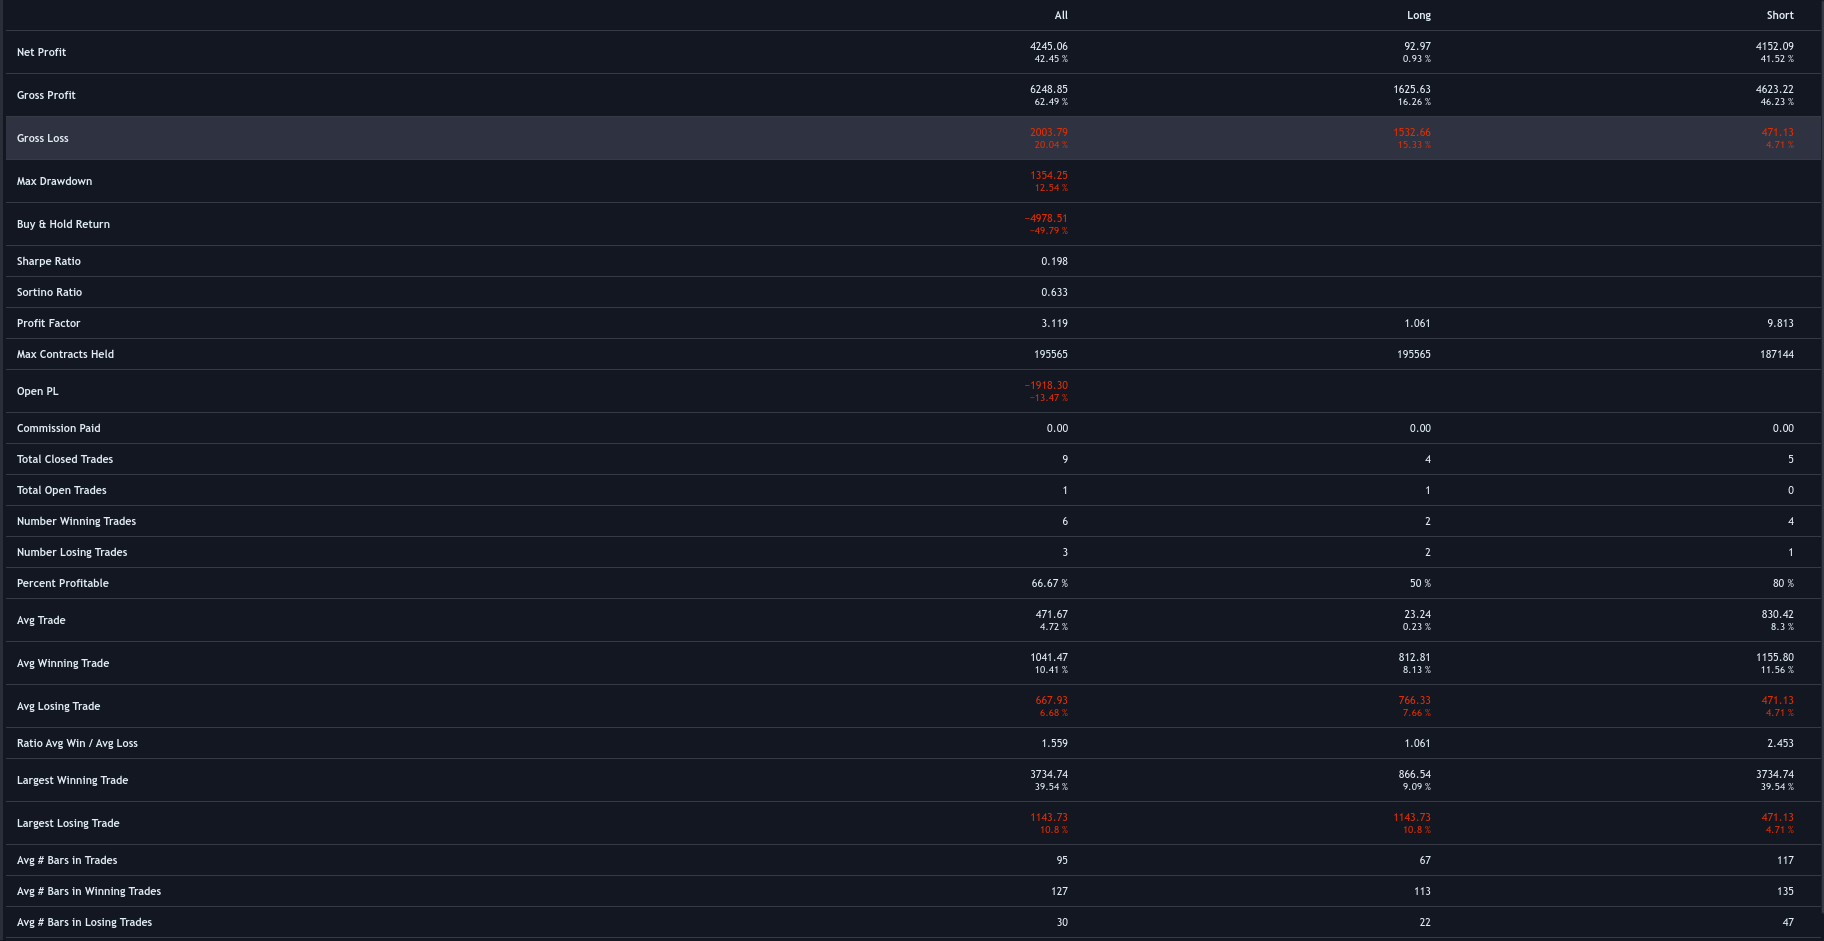 All Long Short
Net Profit 4245.06 92.97 4152.09
42.45 % 0.93 % 41.52 %
Gross Profit 6248.85 1625.63 4623.22
62.49 % 16.26 % 46.23 %
Gross Loss 2003.79 1532.66 471.13
20.04 % 15.33 % 4.71 %
Max Drawdown 1354.25
12.54 %
Buy & Hold Return −4978.51
−49.79 %
Sharpe Ratio 0.198
Sortino Ratio 0.633
Profit Factor 3.119 1.061 9.813
Max Contracts Held 195565 195565 187144
Open PL −1918.30
−13.47 %
Commission Paid 0.00 0.00 0.00
Total Closed Trades 9 4 5
Total Open Trades 1 1 0
Number Winning Trades 6 2 4
Number Losing Trades 3 2 1
Percent Profitable 66.67 % 50 % 80 %
Avg Trade 471.67 23.24 830.42
4.72 % 0.23 % 8.3 %
Avg Winning Trade 1041.47 812.81 1155.80
10.41 % 8.13 % 11.56 %
Avg Losing Trade 667.93 766.33 471.13
6.68 % 7.66 % 4.71 %
Ratio Avg Win / Avg Loss 1.559 1.061 2.453
Largest Winning Trade 3734.74 866.54 3734.74
39.54 % 9.09 % 39.54 %
Largest Losing Trade 1143.73 1143.73 471.13
10.8 % 10.8 % 4.71 %
Avg # Bars in Trades 95 67 117
Avg # Bars in Winning Trades 127 113 135
Avg # Bars in Losing Trades 30 22 47